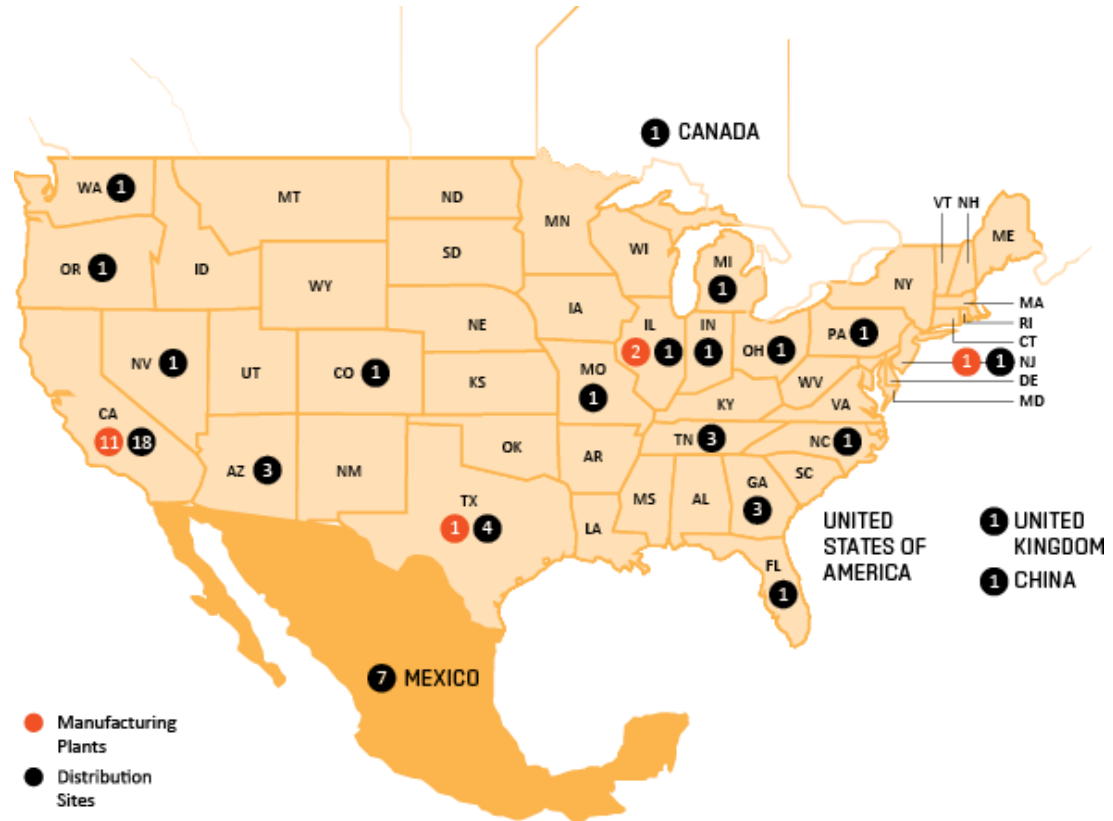 1 CANADA
WA 1
MT
ND
MN
VT NH
ME
OR 1
ID
SD
WI
MI
1
NY
WY
MA
RI
CT
NJ 1 1
DE
MD
IA
NE
IL
2 1
IN
1
OH 1
PA 1
NV 1
UT
CO 1
KS
MO
1
WV
VA
KY
CA
11 18
AZ 3
NM
OK
AR
TN 3
NC 1
SC
TX
1 4
LA
MS
AL
GA
3
FL
1
UNITED
STATES OF
AMERICA
1 UNITED
KINGDOM
1 CHINA
7 MEXICO
Manufacturing
Plants
Distribution
Sites